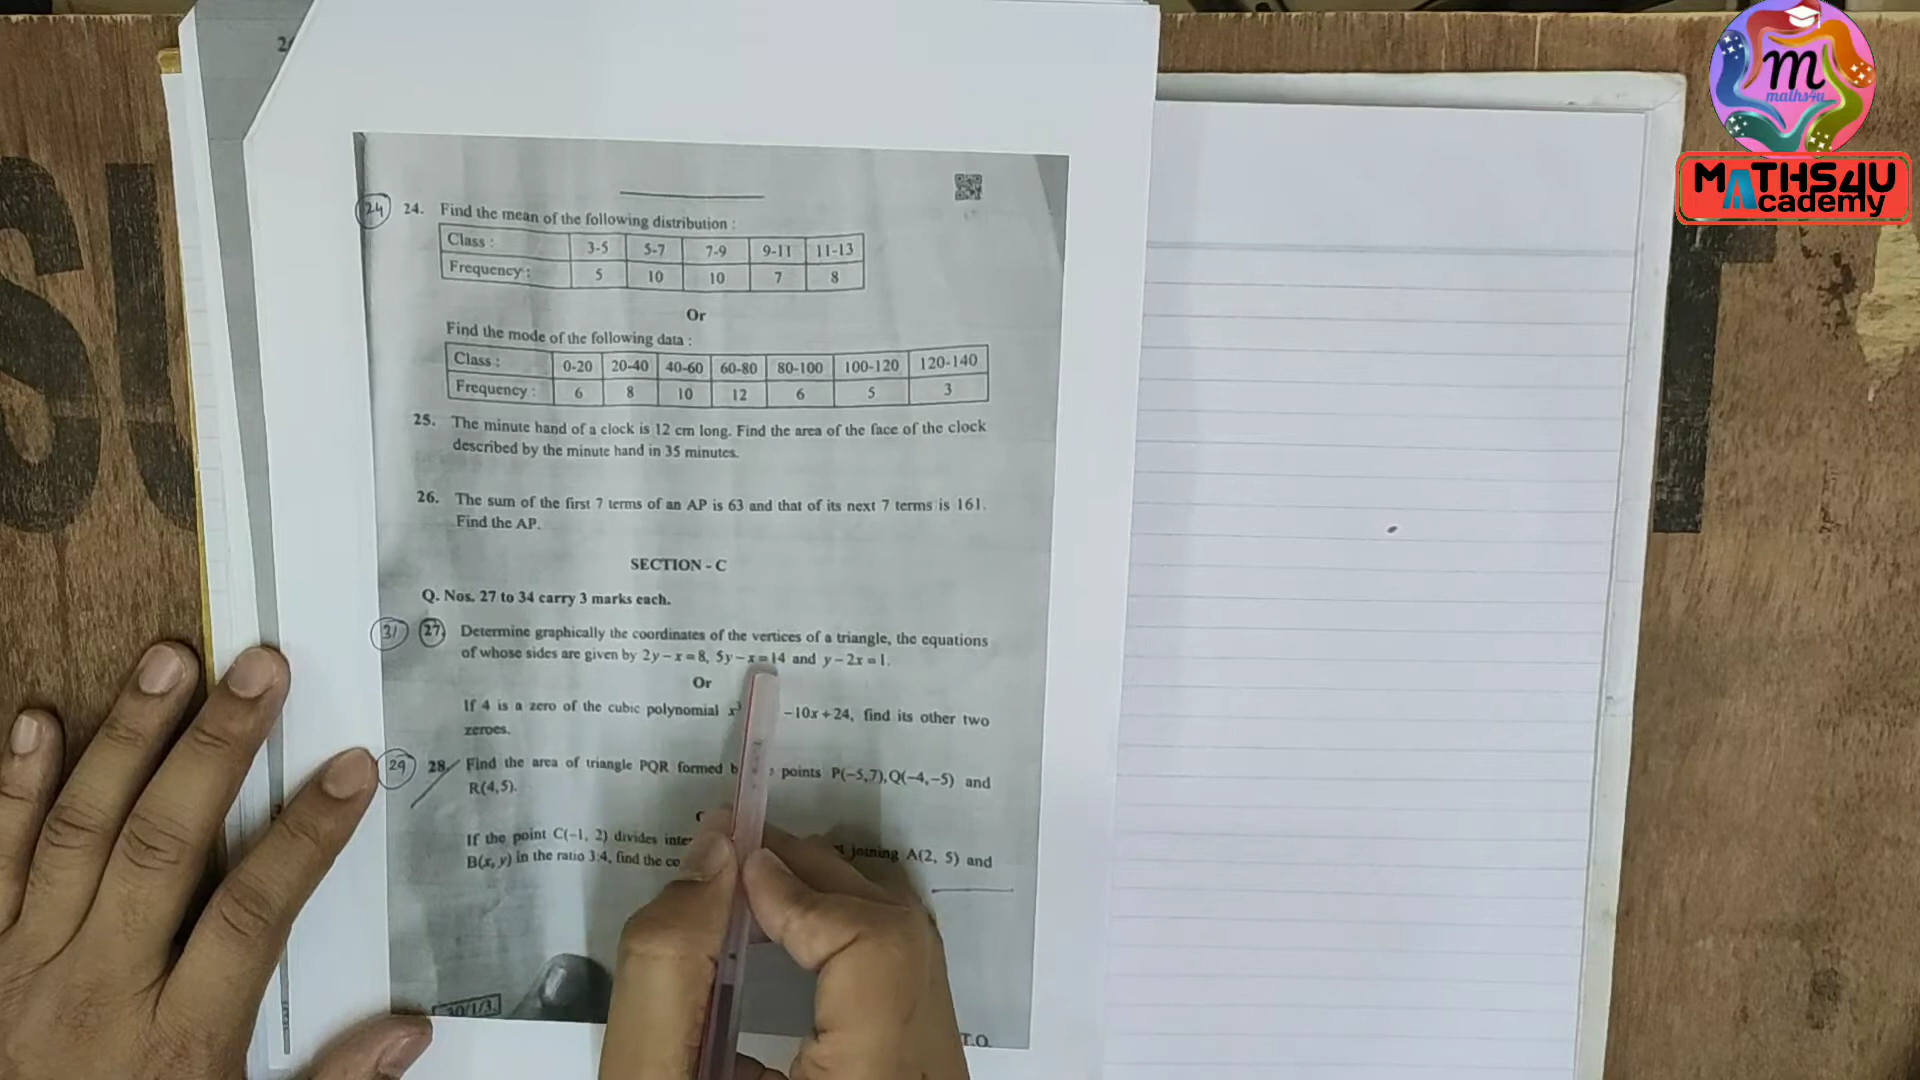 m
maths4u
MATHS4U
Academy
24 24. Find the mean of the following distribution :
Class : 3-5 5-7 7-9 9-11 11-13
Frequency : 5 10 10 7 8
Or
Find the mode of the following data :
Class : 0-20 20-40 40-60 60-80 80-100 100-120 120-140
Frequency : 6 8 10 12 6 5 3
25. The minute hand of a clock is 12 cm long. Find the area of the face of the clock
described by the minute hand in 35 minutes.
26. The sum of the first 7 terms of an AP is 63 and that of its next 7 terms is 161.
Find the AP.
SECTION - C
Q. Nos. 27 to 34 carry 3 marks each.
31 27. Determine graphically the coordinates of the vertices of a triangle, the equations
of whose sides are given by 2y – x = 8, 5y – x = 14 and y – 2x = 1.
Or
If 4 is a zero of the cubic polynomial x³ – 10x + 24, find its other two
zeroes.
29 28. Find the area of triangle PQR formed points P(–5,7), Q(–4,–5) and
R(4,5).
If the point C(–1, 2) divides joining A(2, 5) and
B(x, y) in the ratio 3:4, find the
30/1/3.
T.O.